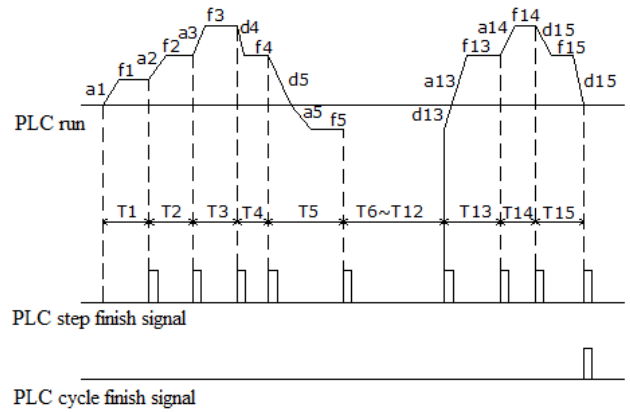 f3 a14 f14
a3 d4 d15
a2 f2 f4 f13 f15
a1 f1 d5 a13 d15
a5 f5 d13
PLC run
T1 T2 T3 T4 T5 T6~T12 T13 T14 T15
PLC step finish signal
PLC cycle finish signal